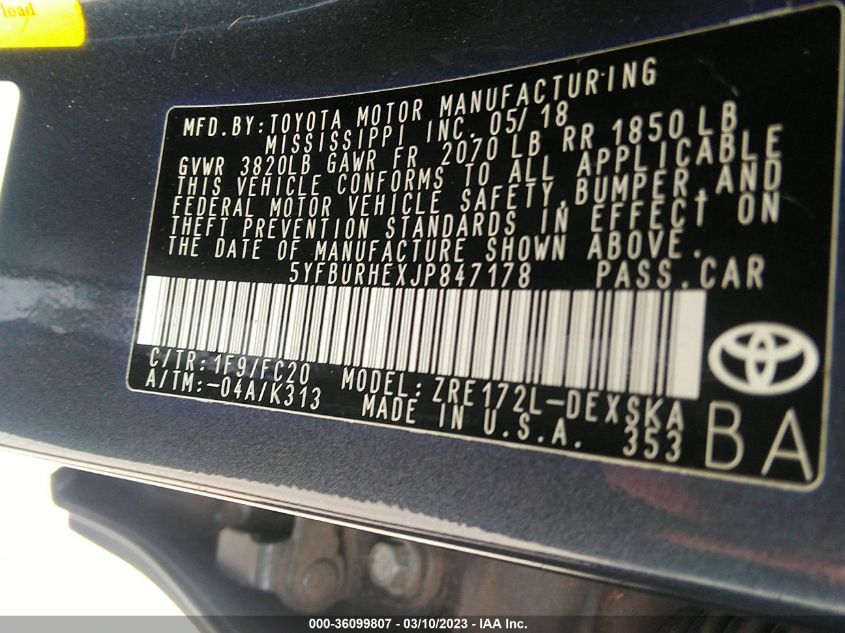 load
MFD.BY:TOYOTA MOTOR MANUFACTURING
MISSISSIPPI INC. 05/18
GVWR 3820LB GAWR FR 2070 LB RR 1850 LB
THIS VEHICLE CONFORMS TO ALL APPLICABLE
FEDERAL MOTOR VEHICLE SAFETY,BUMPER,AND
THEFT PREVENTION STANDARDS IN EFFECT ON
THE DATE OF MANUFACTURE SHOWN ABOVE.
5YFBURHEXJP847178 PASS.CAR
C/TR:1F9/FC20 MODEL:ZRE172L-DEXSKA
A/TM:-04A/K313 MADE IN U.S.A. 353
BA
000-36099807 - 03/10/2023 - IAA Inc.